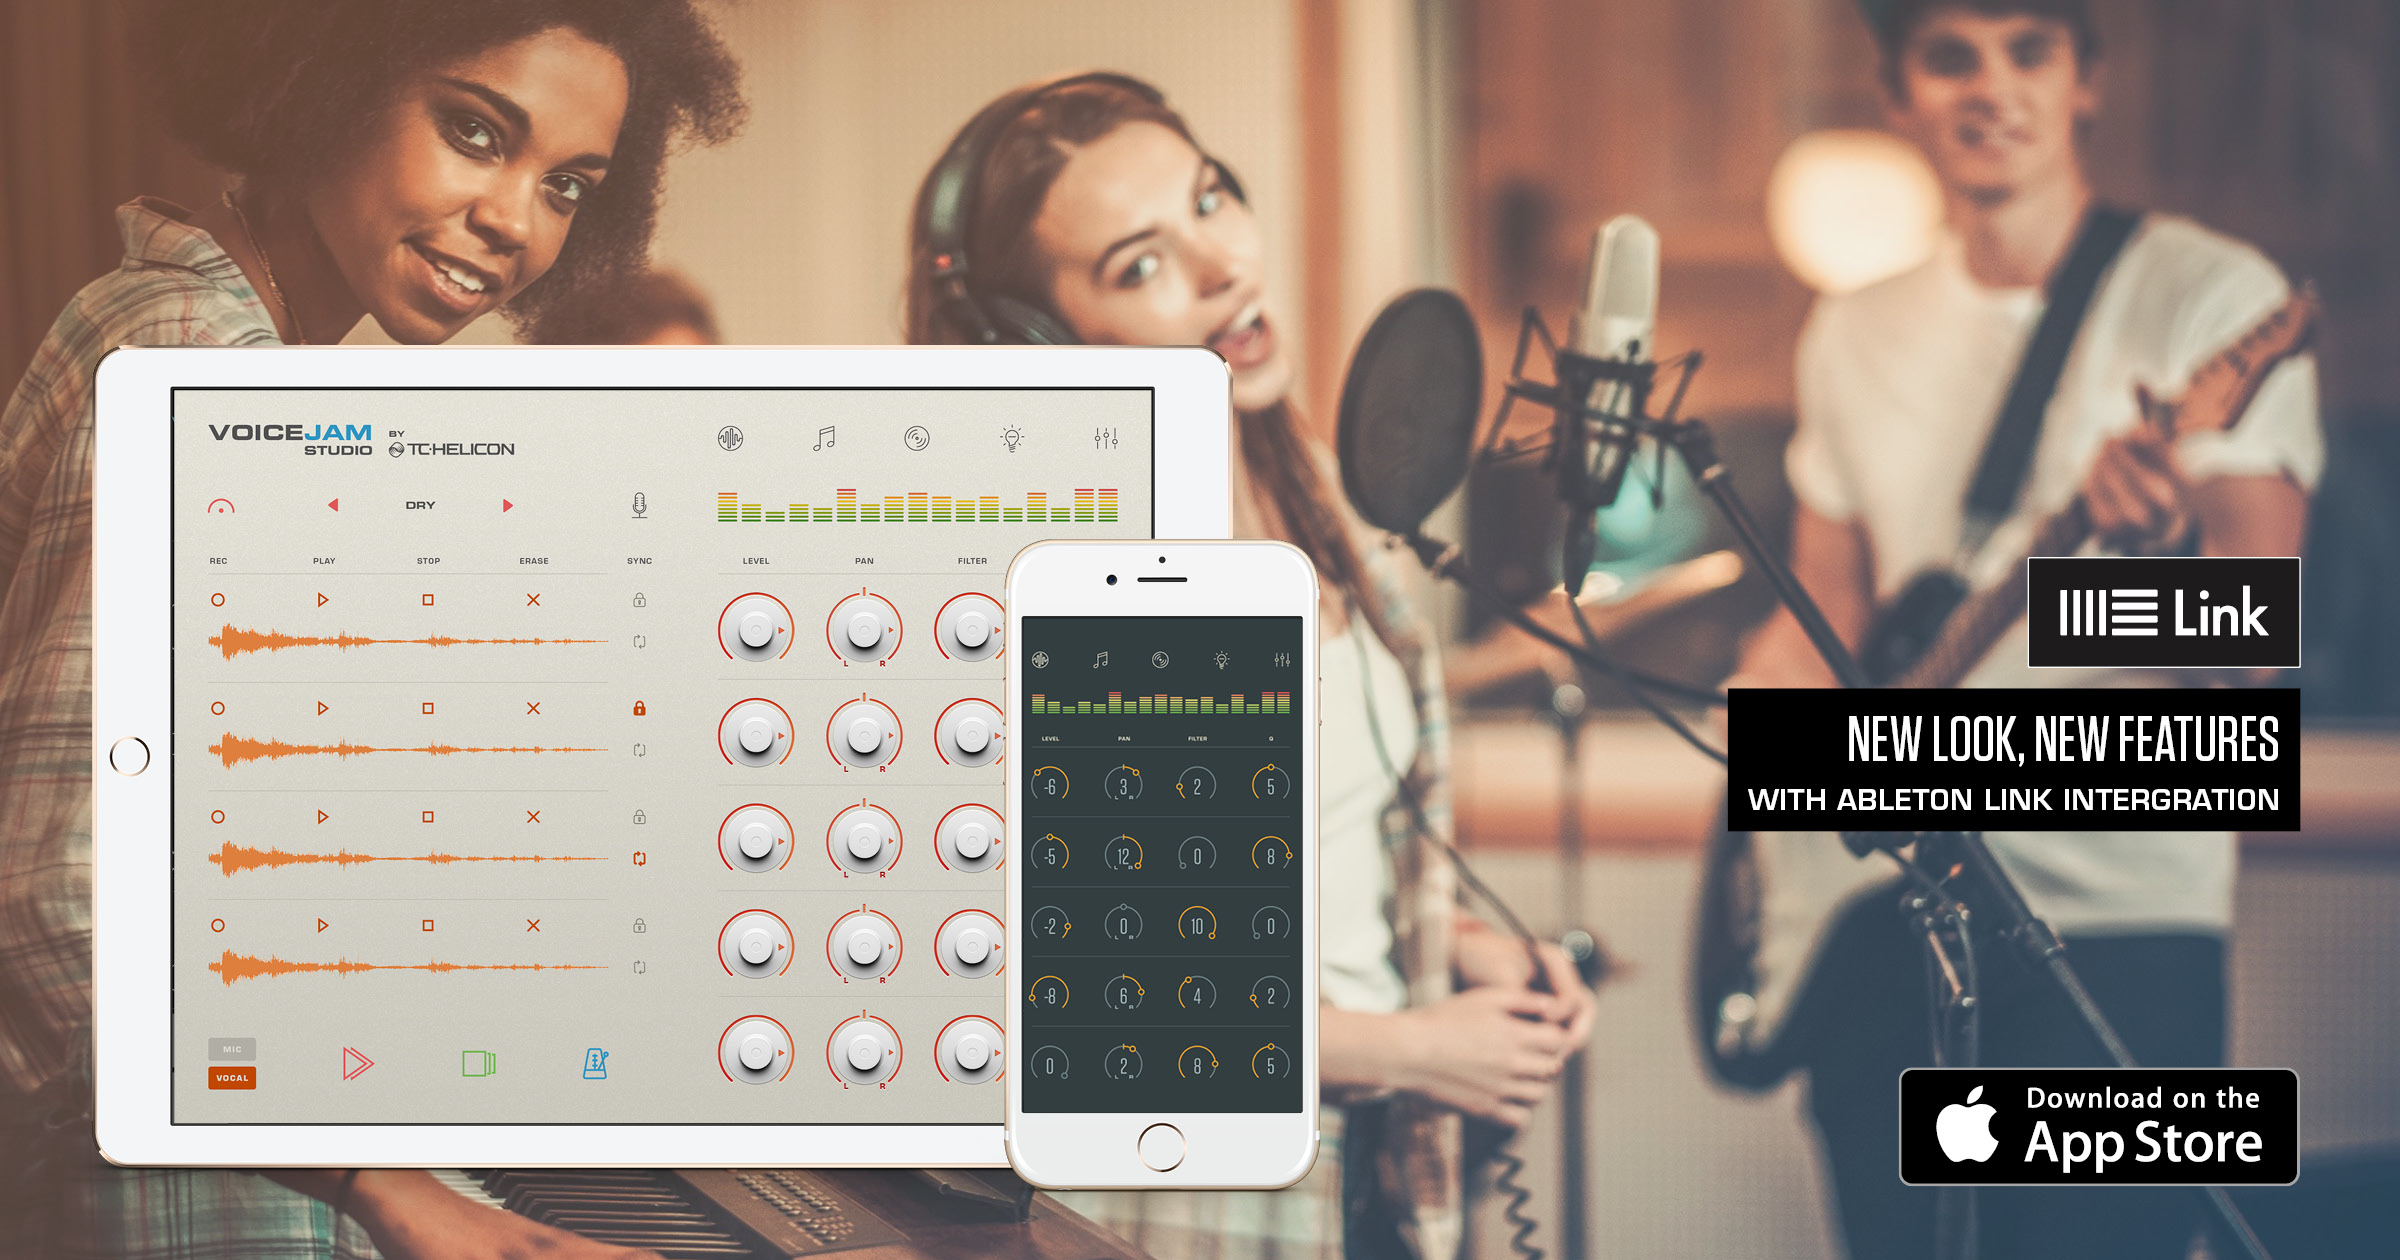 VOICEJAM
STUDIO
BY
TC·HELICON
DRY
REC PLAY STOP ERASE SYNC
LEVEL PAN FILTER
L R
L R
L R
L R
L R
MIC
VOCAL
LEVEL PAN FILTER Q
-6 3 2 5
L R
-5 12 0 8
L R
-2 0 10 0
L R
-8 6 4 2
L R
0 2 8 5
L R
Link
NEW LOOK, NEW FEATURES
WITH ABLETON LINK INTERGRATION
Download on the
App Store